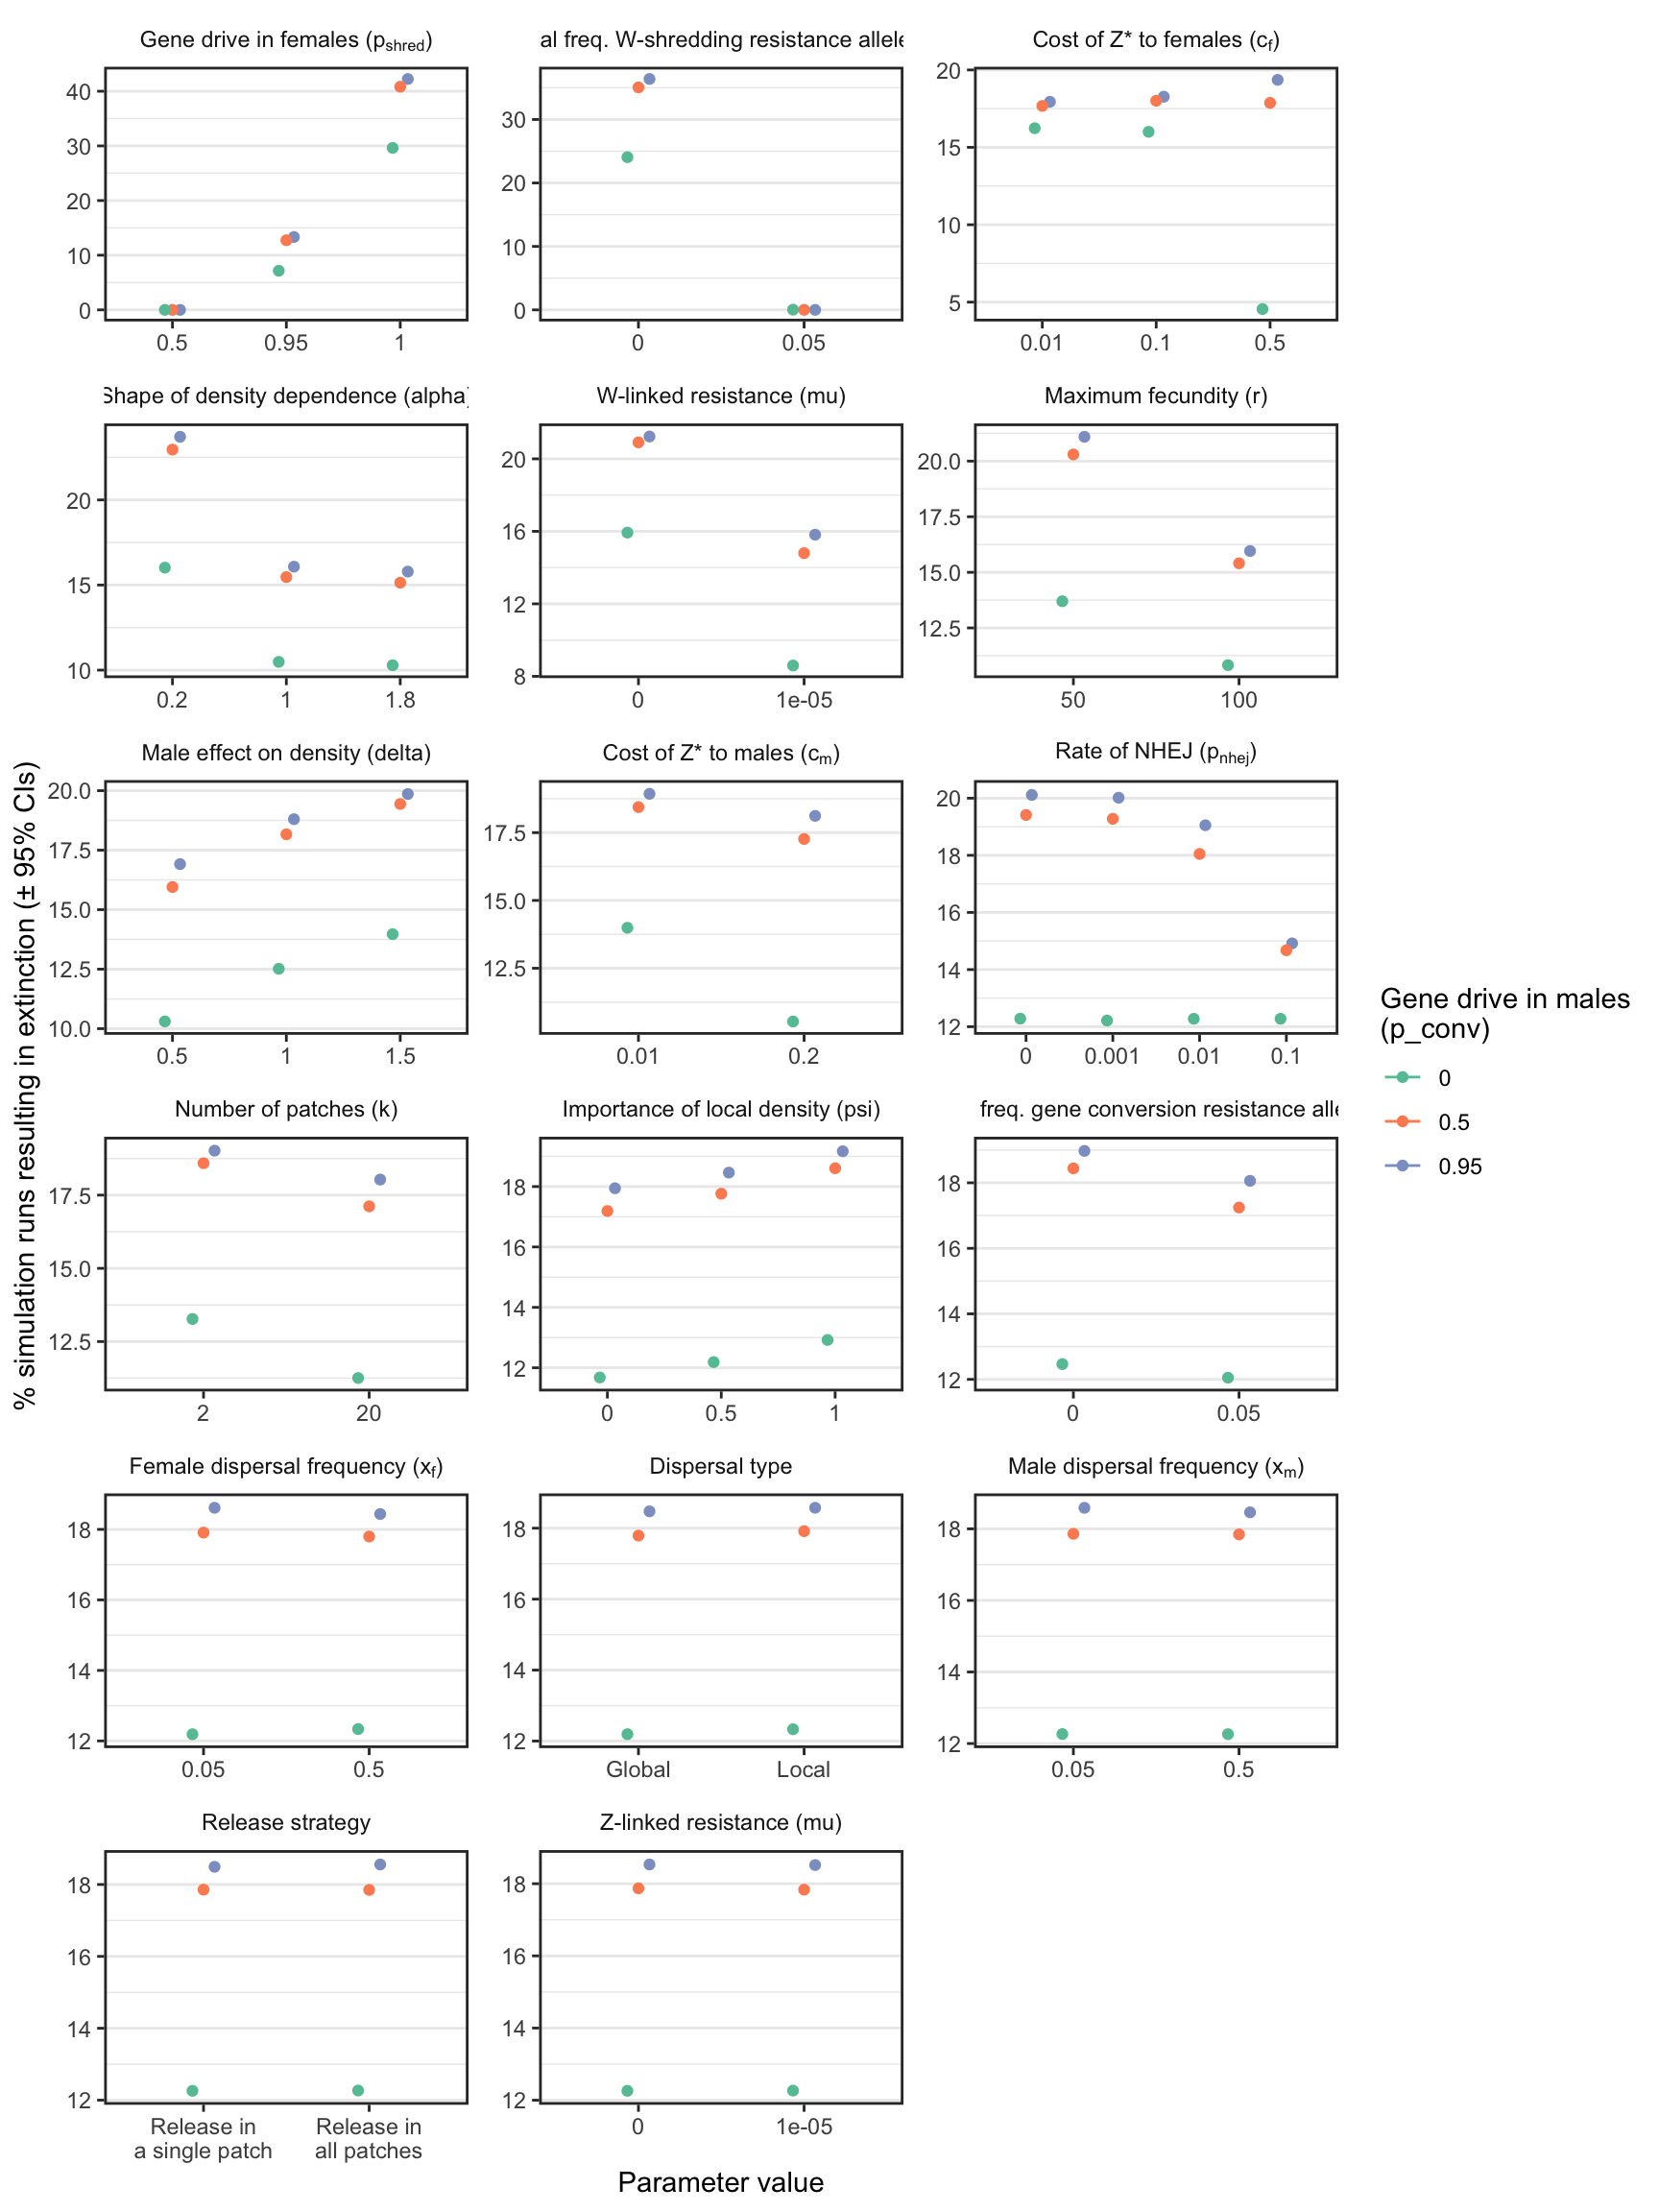 Gene drive in females (pshred)
al freq. W-shredding resistance allele
Cost of Z* to females (cf)
40
30
20
10
0
0.5 0.95 1
30
20
10
0
0 0.05
20
15
10
5
0.01 0.1 0.5
Shape of density dependence (alpha)
W-linked resistance (mu)
Maximum fecundity (r)
20
15
10
0.2 1 1.8
20
16
12
8
0 1e-05
20.0
17.5
15.0
12.5
50 100
Male effect on density (delta)
Cost of Z* to males (cm)
Rate of NHEJ (pnhej)
20.0
17.5
15.0
12.5
10.0
0.5 1 1.5
17.5
15.0
12.5
0.01 0.2
20
18
16
14
12
0 0.001 0.01 0.1
Number of patches (k)
Importance of local density (psi)
freq. gene conversion resistance alle
17.5
15.0
12.5
2 20
18
16
14
12
0 0.5 1
18
16
14
12
0 0.05
Female dispersal frequency (xf)
Dispersal type
Male dispersal frequency (xm)
18
16
14
12
0.05 0.5
18
16
14
12
Global Local
18
16
14
12
0.05 0.5
Release strategy
Z-linked resistance (mu)
18
16
14
12
Release in
a single patch
Release in
all patches
18
16
14
12
0 1e-05
% simulation runs resulting in extinction (± 95% CIs)
Parameter value
Gene drive in males
(p_conv)
0
0.5
0.95